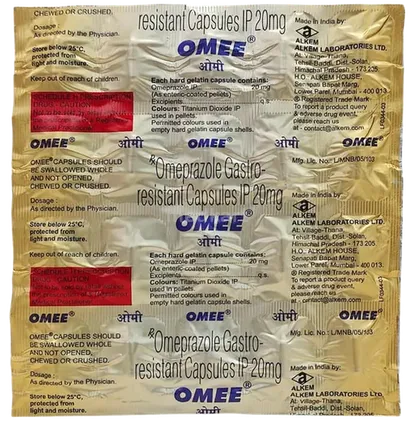 CHEWED OR CRUSHED.
Dosage :
As directed by the Physician.
Store below 25°C,
protected from
light and moisture.
Keep out of reach of children.
OMEE® ओमी
resistant Capsules IP 20mg
OMEE®
ओमी
Each hard gelatin capsule contains:
Omeprazole IP 20 mg
(As enteric-coated pellets)
Excipients q.s.
Colours: Titanium Dioxide IP
used in pellets.
Permitted colours used in
empty hard gelatin capsule shells.
OMEE® ओमी
Made in India by:
ALKEM
ALKEM LABORATORIES LTD.
At: Village-Thana,
Tehsil-Baddi, Dist.-Solan,
Himachal Pradesh - 173 205.
H.O.: ALKEM HOUSE,
Senapati Bapat Marg,
Lower Parel, Mumbai - 400 013.
® Registered Trade Mark
To report a product query
& adverse drug event,
please reach us
at - contact@alkem.com
Mfg. Lic. No.: L/MNB/05/103
OMEE® CAPSULES SHOULD
BE SWALLOWED WHOLE
AND NOT OPENED,
CHEWED OR CRUSHED.
Dosage :
As directed by the Physician.
Store below 25°C,
protected from
light and moisture.
Keep out of reach of children.
OMEE® ओमी
℞ Omeprazole Gastro-
resistant Capsules IP 20mg
OMEE®
ओमी
Each hard gelatin capsule contains:
Omeprazole IP 20 mg
(As enteric-coated pellets)
Excipients q.s.
Colours: Titanium Dioxide IP
used in pellets.
Permitted colours used in
empty hard gelatin capsule shells.
OMEE®
Made in India by:
ALKEM
ALKEM LABORATORIES LTD.
At: Village-Thana,
Tehsil-Baddi, Dist.-Solan,
Himachal Pradesh - 173 205.
H.O.: ALKEM HOUSE,
Senapati Bapat Marg,
Lower Parel, Mumbai - 400 013.
® Registered Trade Mark
To report a product query
& adverse drug event,
please reach us
at - contact@alkem.com
Mfg. Lic. No.: L/MNB/05/103
OMEE® CAPSULES SHOULD
BE SWALLOWED WHOLE
AND NOT OPENED,
CHEWED OR CRUSHED.
Dosage :
As directed by the Physician.
Store below 25°C,
protected from
light and moisture.
℞ Omeprazole Gastro-
resistant Capsules IP 20mg
OMEE®
ओमी
Made in India by:
ALKEM
ALKEM LABORATORIES LTD.
At: Village-Thana,
Tehsil-Baddi, Dist.-Solan,